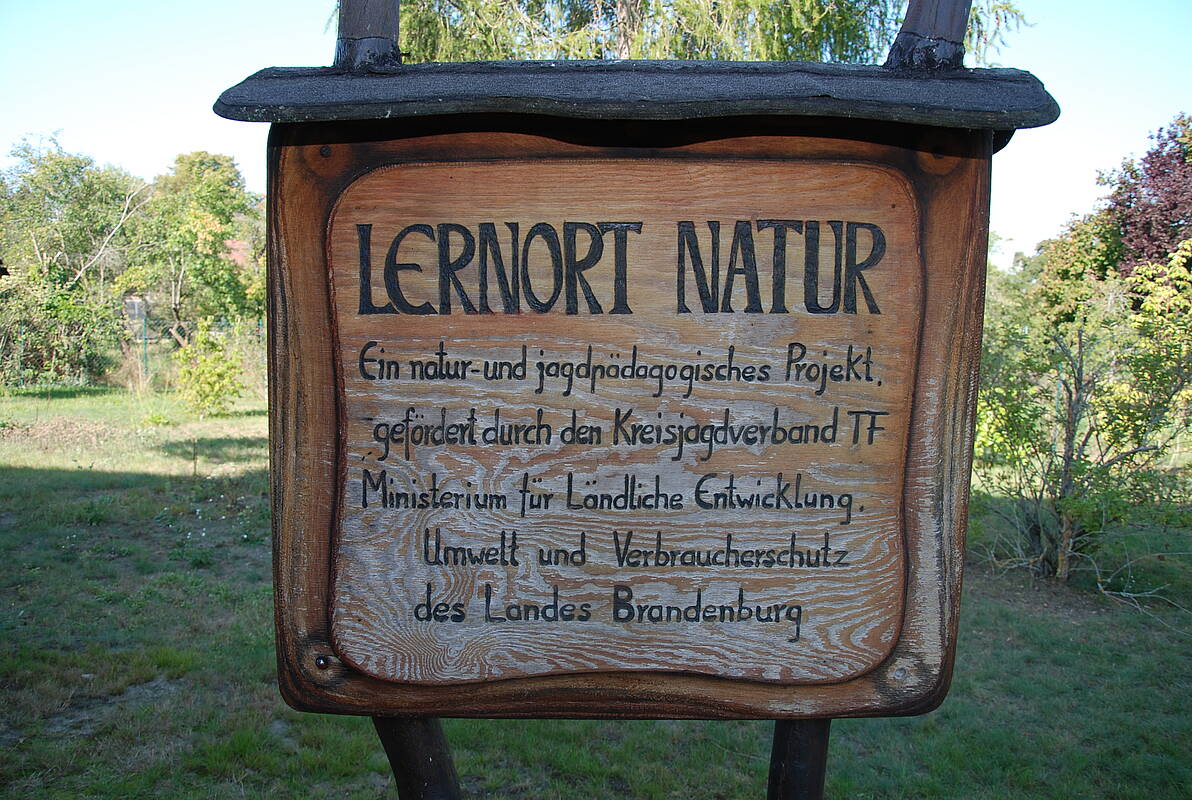 LERNORT NATUR
Ein natur-und jagdpädagogisches Projekt,
gefördert durch den Kreisjagdverband TF
Ministerium für Ländliche Entwicklung,
Umwelt und Verbraucherschutz
des Landes Brandenburg